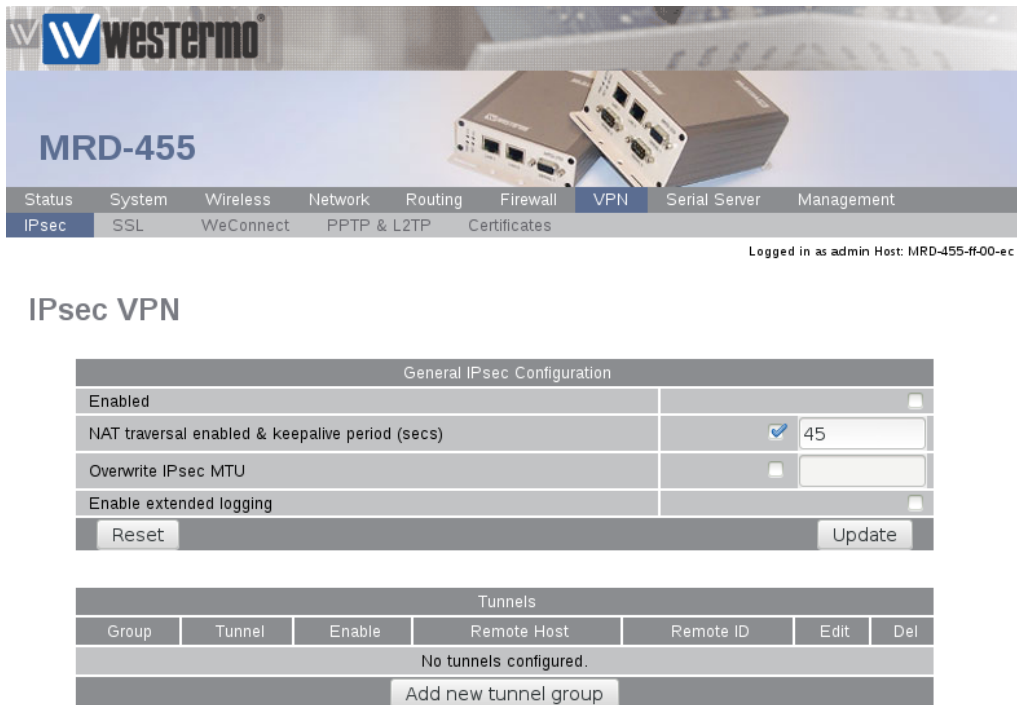 westermo
MRD-455
Status System Wireless Network Routing Firewall VPN Serial Server Management
IPsec SSL WeConnect PPTP & L2TP Certificates
Logged in as admin Host: MRD-455-ff-00-ec
IPsec VPN
General IPsec Configuration
Enabled
NAT traversal enabled & keepalive period (secs) 45
Overwrite IPsec MTU
Enable extended logging
Reset Update
Tunnels
Group Tunnel Enable Remote Host Remote ID Edit Del
No tunnels configured.
Add new tunnel group